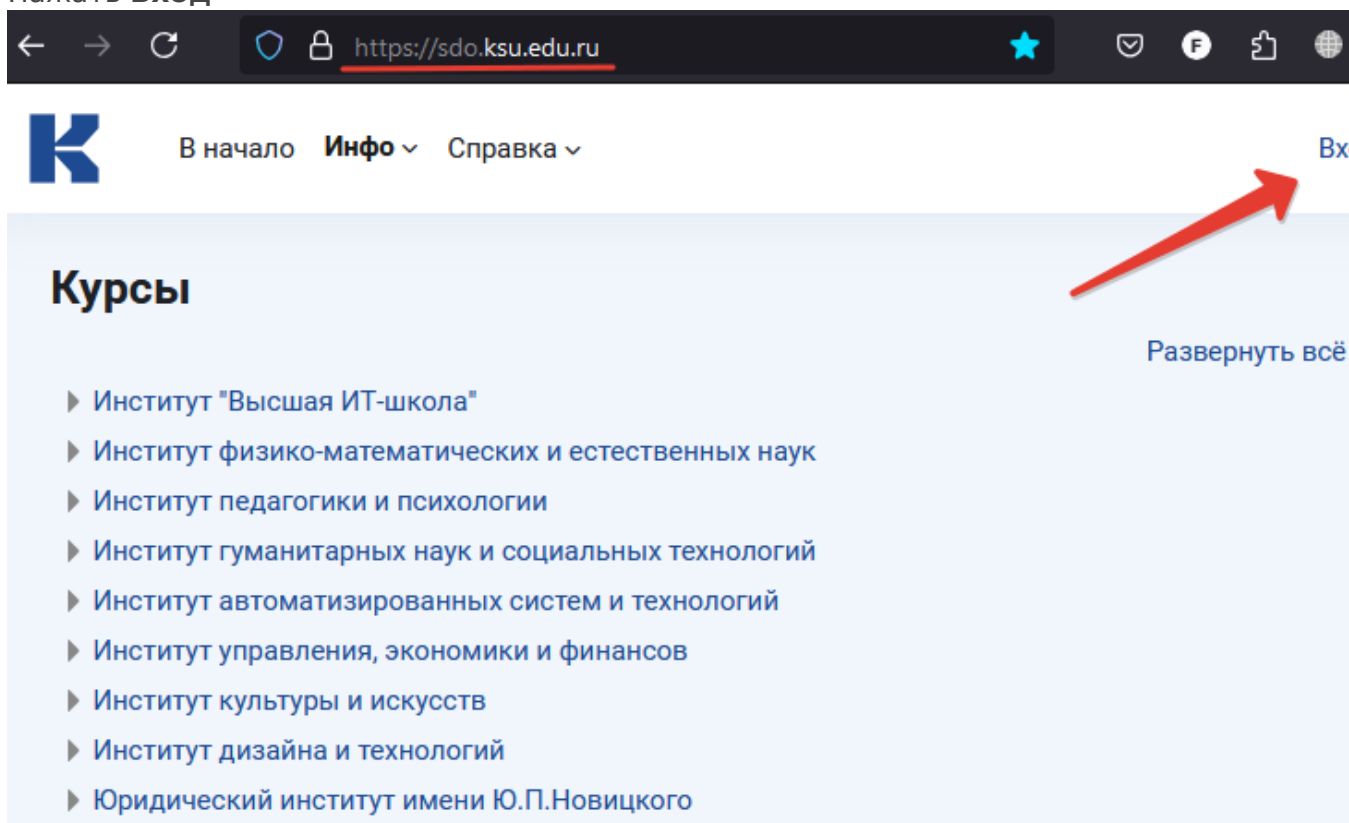 Нажать Вход
https://sdo.ksu.edu.ru
В начало Инфо Справка
Курсы
Развернуть всё
Институт "Высшая ИТ-школа"
Институт физико-математических и естественных наук
Институт педагогики и психологии
Институт гуманитарных наук и социальных технологий
Институт автоматизированных систем и технологий
Институт управления, экономики и финансов
Институт культуры и искусств
Институт дизайна и технологий
Юридический институт имени Ю.П.Новицкого